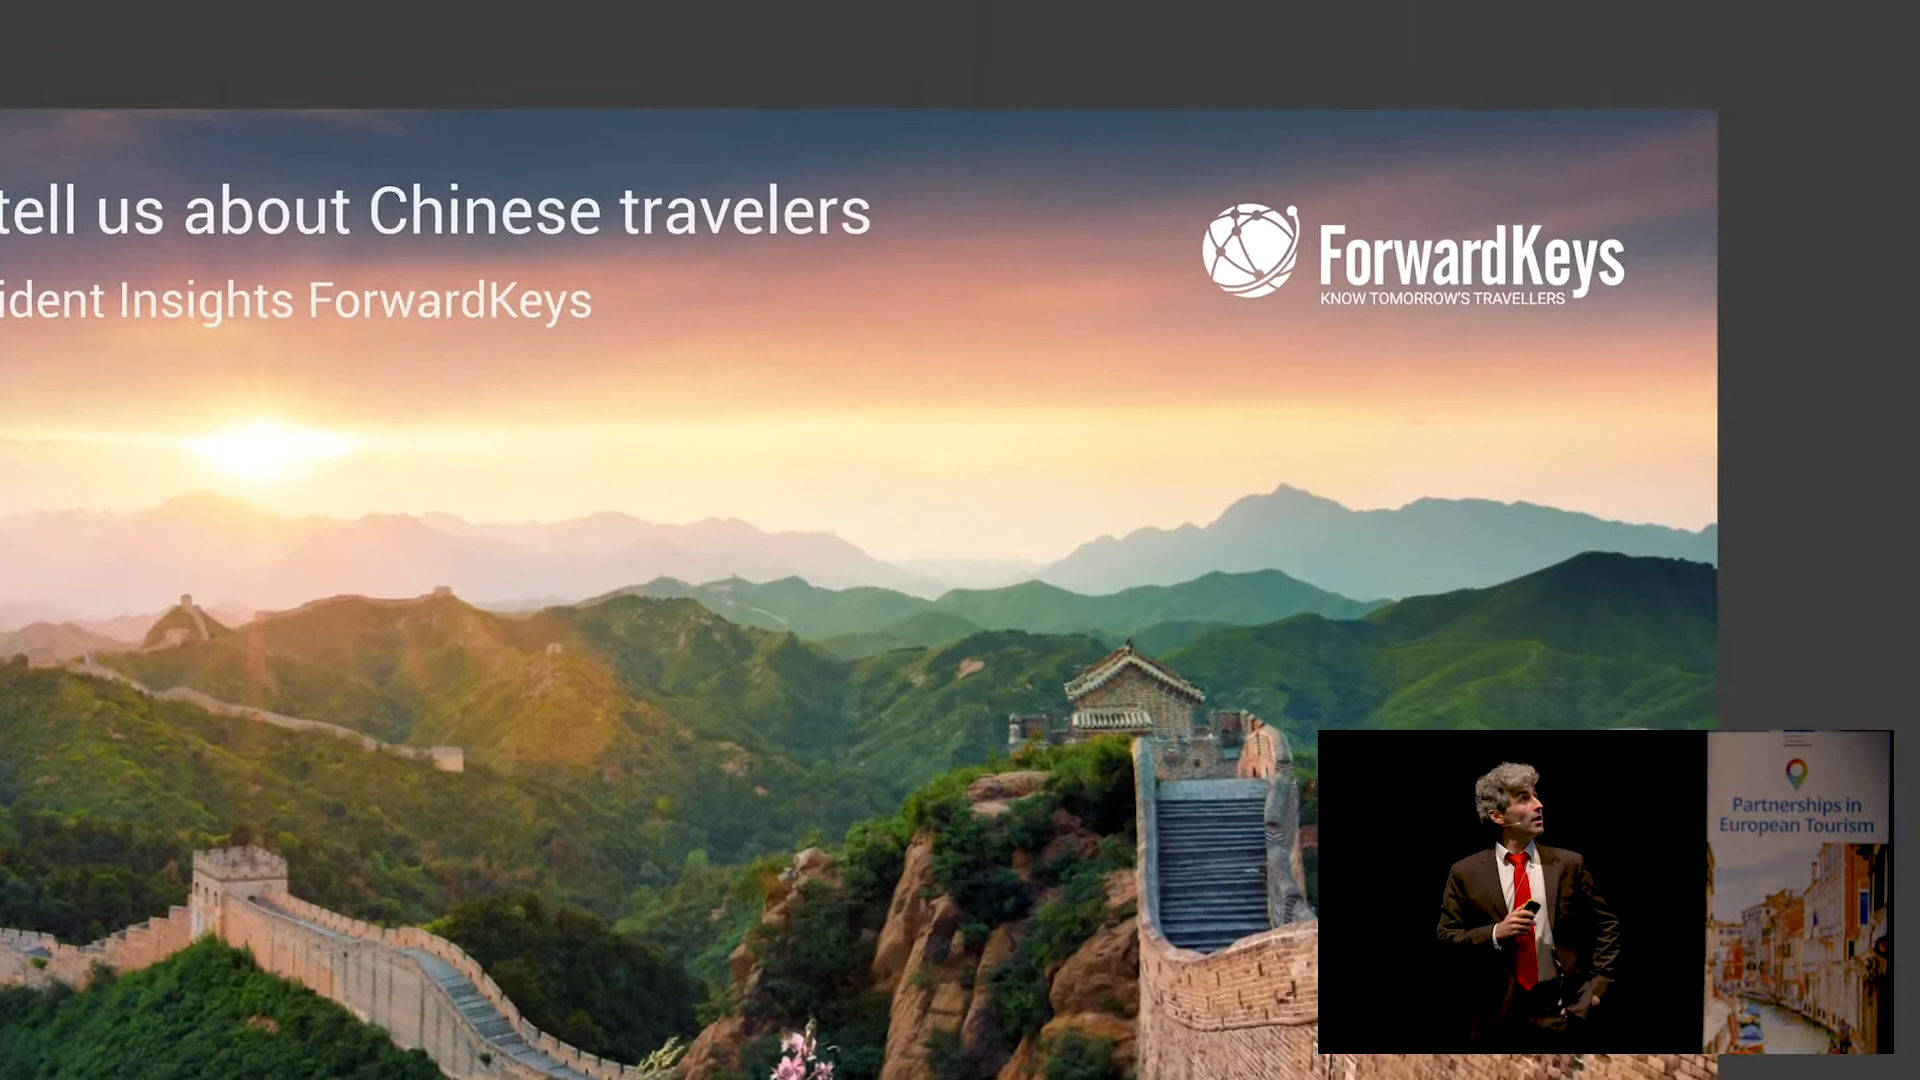 tell us about Chinese travelers
ident Insights ForwardKeys
ForwardKeys
KNOW TOMORROW'S TRAVELLERS
Partnerships in
European Tourism